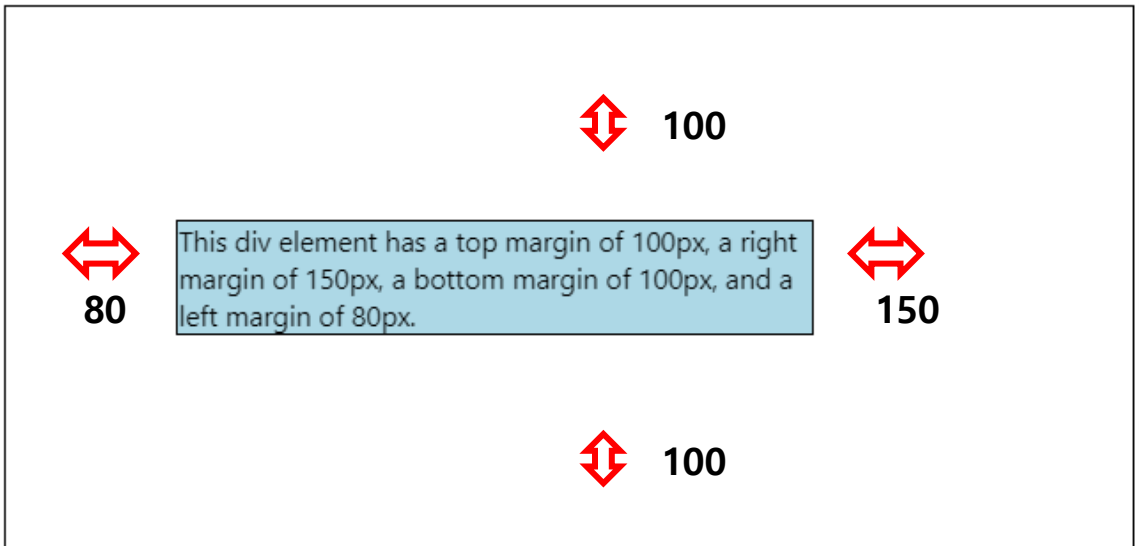 100
This div element has a top margin of 100px, a right
margin of 150px, a bottom margin of 100px, and a
left margin of 80px.
80
150
100